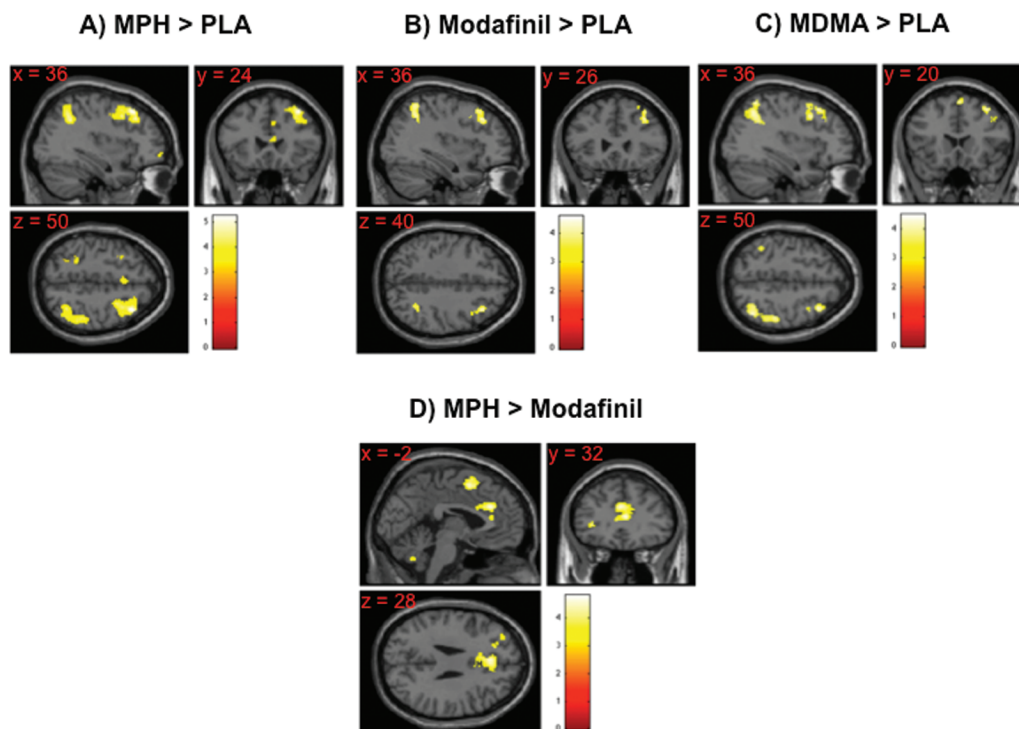 A) MPH > PLA
B) Modafinil > PLA
C) MDMA > PLA
x = 36
y = 24
x = 36
y = 26
x = 36
y = 20
z = 50
5
4
3
2
1
0
z = 40
4
3
2
1
0
z = 50
4
3
2
1
0
D) MPH > Modafinil
x = -2
y = 32
z = 28
4
3
2
1
0